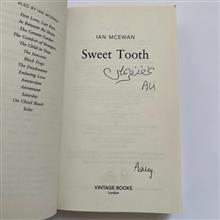 ALSO BY IAN MCEWAN
First Love, Last Rites
In Between the Sheets
The Cement Garden
The Comfort of Strangers
The Child in Time
The Innocent
Black Dogs
The Daydreamer
Enduring Love
Amsterdam
Atonement
Saturday
On Chesil Beach
Solar
IAN MCEWAN
Sweet Tooth
Ali
Ashley
VINTAGE BOOKS
London